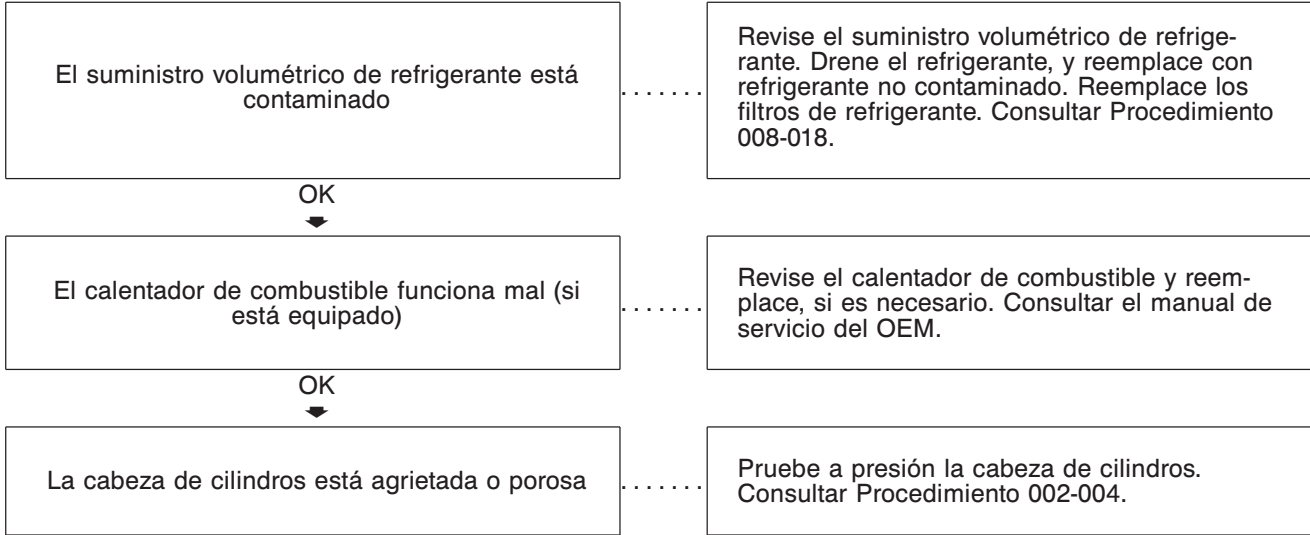 El suministro volumétrico de refrigerante está
contaminado
. . . . . . .
Revise el suministro volumétrico de refrige-
rante. Drene el refrigerante, y reemplace con
refrigerante no contaminado. Reemplace los
filtros de refrigerante. Consultar Procedimiento
008-018.
OK
El calentador de combustible funciona mal (si
está equipado)
. . . . . . .
Revise el calentador de combustible y reem-
place, si es necesario. Consultar el manual de
servicio del OEM.
OK
La cabeza de cilindros está agrietada o porosa
. . . . . . .
Pruebe a presión la cabeza de cilindros.
Consultar Procedimiento 002-004.